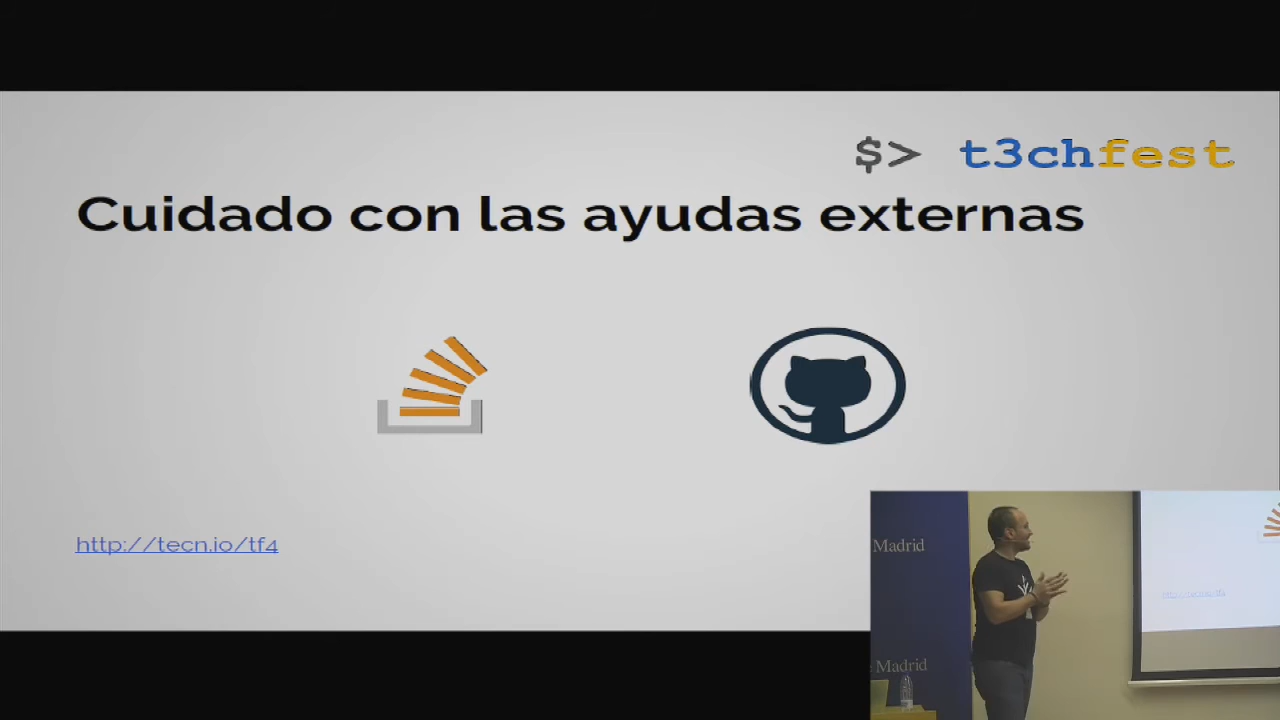 $> t3chfest
Cuidado con las ayudas externas
http://tecn.io/tf4
Madrid
Madrid